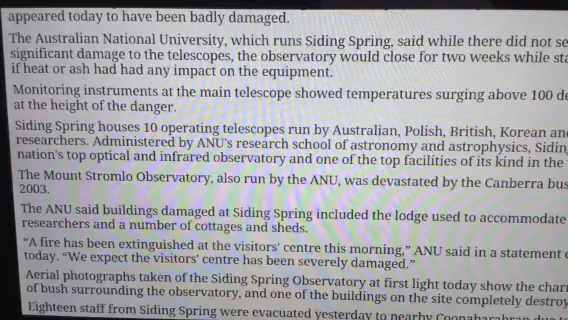 appeared today to have been badly damaged.
The Australian National University, which runs Siding Spring, said while there did not
significant damage to the telescopes, the observatory would close for two weeks while
if heat or ash had had any impact on the equipment.
Monitoring instruments at the main telescope showed temperatures surging above 100
at the height of the danger.
Siding Spring houses 10 operating telescopes run by Australian, Polish, British, Korean
researchers. Administered by ANU's research school of astronomy and astrophysics,
nation's top optical and infrared observatory and one of the top facilities of its kind in the
The Mount Stromlo Observatory, also run by the ANU, was devastated by the Canberra
2003.
The ANU said buildings damaged at Siding Spring included the lodge used to accommodate
researchers and a number of cottages and sheds.
“A fire has been extinguished at the visitors' centre this morning,” ANU said in a statement
today. “We expect the visitors' centre has been severely damaged.”
Aerial photographs taken of the Siding Spring Observatory at first light today show the
of bush surrounding the observatory, and one of the buildings on the site completely
Eighteen staff from Siding Spring were evacuated yesterday to nearby Coonabarabran